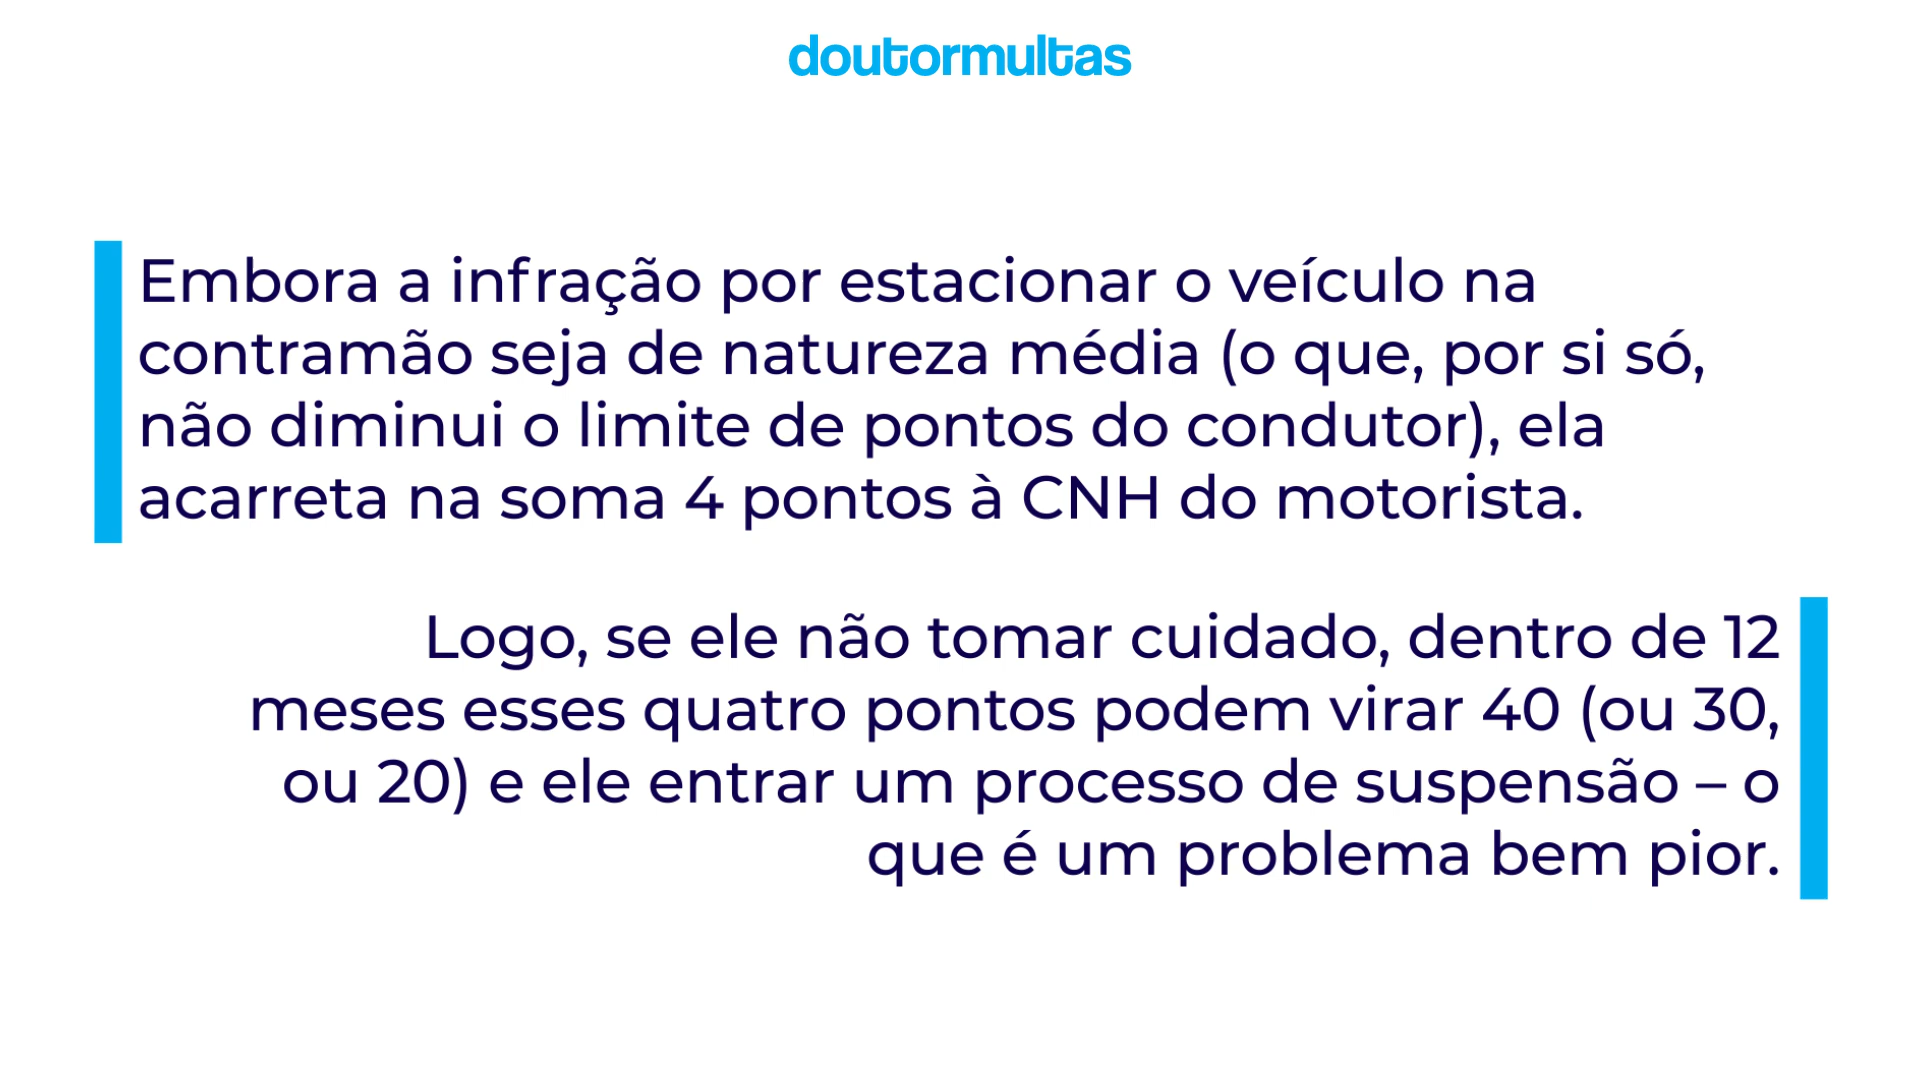 doutormultas
Embora a infração por estacionar o veículo na
contramão seja de natureza média (o que, por si só,
não diminui o limite de pontos do condutor), ela
acarreta na soma 4 pontos à CNH do motorista.
Logo, se ele não tomar cuidado, dentro de 12
meses esses quatro pontos podem virar 40 (ou 30,
ou 20) e ele entrar um processo de suspensão – o
que é um problema bem pior.